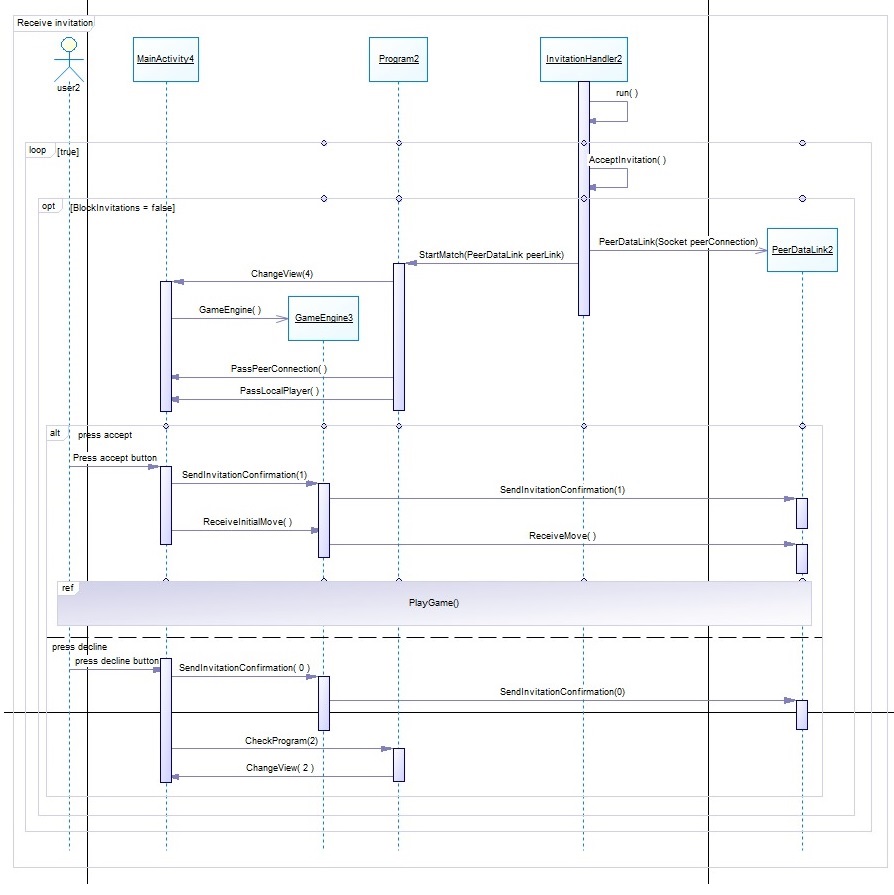 Receive invitation
user2
MainActivity4
Program2
InvitationHandler2
run( )
loop
[true]
AcceptInvitation( )
opt
[BlockInvitations = false]
PeerDataLink(Socket peerConnection)
PeerDataLink2
StartMatch(PeerDataLink peerLink)
ChangeView(4)
GameEngine( )
GameEngine3
PassPeerConnection( )
PassLocalPlayer( )
alt
press accept
Press accept button
SendInvitationConfirmation(1)
SendInvitationConfirmation(1)
ReceiveInitialMove( )
ReceiveMove( )
ref
PlayGame()
press decline
press decline button
SendInvitationConfirmation( 0 )
SendInvitationConfirmation(0)
CheckProgram(2)
ChangeView( 2 )